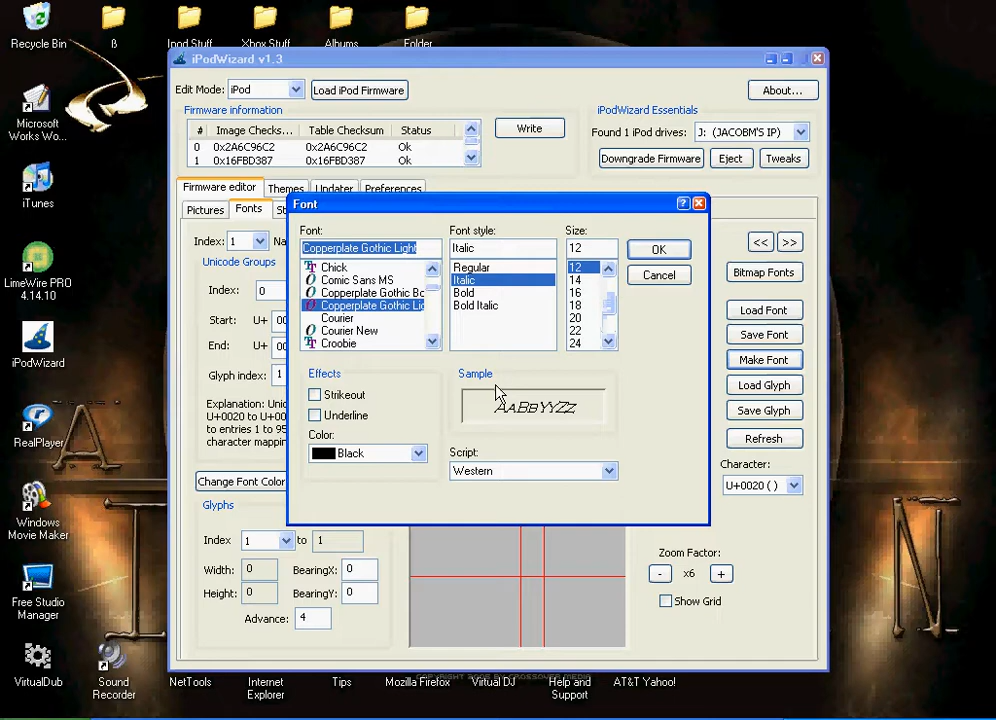 Recycle Bin
ß
Ipod Stuff
Xbox Stuff
Albums
Folder
Microsoft
Works Wo...
iTunes
LimeWire PRO
4.14.10
iPodWizard
RealPlayer
Windows
Movie Maker
Free Studio
Manager
VirtualDub
Sound
Recorder
NetTools
Internet
Explorer
Tips
Mozilla Firefox
Virtual DJ
Help and
Support
AT&T Yahoo!
iPodWizard v1.3
Edit Mode:
iPod
Load iPod Firmware
About...
Firmware information
# Image Checks... Table Checksum Status
0 0x2A6C96C2 0x2A6C96C2 Ok
1 0x16FBD387 0x16FBD387 Ok
Write
iPodWizard Essentials
Found 1 iPod drives:
J: (JACOBM'S IP)
Downgrade Firmware
Eject
Tweaks
Firmware editor
Themes
Updater
Preferences
Pictures
Fonts
St
Index:
1
Na
Unicode Groups
Index:
0
Start:
U+
00
End:
U+
00
Glyph index:
1
Explanation: Unic
U+0020 to U+00
to entries 1 to 95
character mappin
Change Font Color
Glyphs
Index
1
to
1
Width:
0
BearingX:
0
Height:
0
BearingY:
0
Advance:
4
Font
Font:
Copperplate Gothic Light
Chick
Comic Sans MS
Copperplate Gothic Bo
Copperplate Gothic Lig
Courier
Courier New
Croobie
Font style:
Italic
Regular
Italic
Bold
Bold Italic
Size:
12
12
14
16
18
20
22
24
OK
Cancel
Effects
Strikeout
Underline
Color:
Black
Sample
AaBbYyZz
Script:
Western
<<
>>
Bitmap Fonts
Load Font
Save Font
Make Font
Load Glyph
Save Glyph
Refresh
Character:
U+0020 ( )
Zoom Factor:
-
x6
+
Show Grid